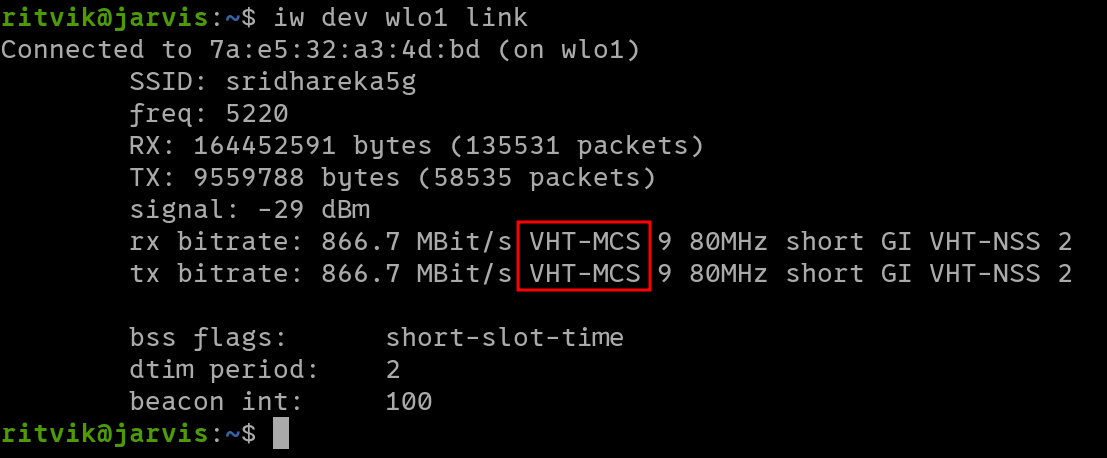 ritvik@jarvis:~$ iw dev wlo1 link
Connected to 7a:e5:32:a3:4d:bd (on wlo1)
SSID: sridhareka5g
freq: 5220
RX: 164452591 bytes (135531 packets)
TX: 9559788 bytes (58535 packets)
signal: -29 dBm
rx bitrate: 866.7 MBit/s VHT-MCS 9 80MHz short GI VHT-NSS 2
tx bitrate: 866.7 MBit/s VHT-MCS 9 80MHz short GI VHT-NSS 2
bss flags: short-slot-time
dtim period: 2
beacon int: 100
ritvik@jarvis:~$